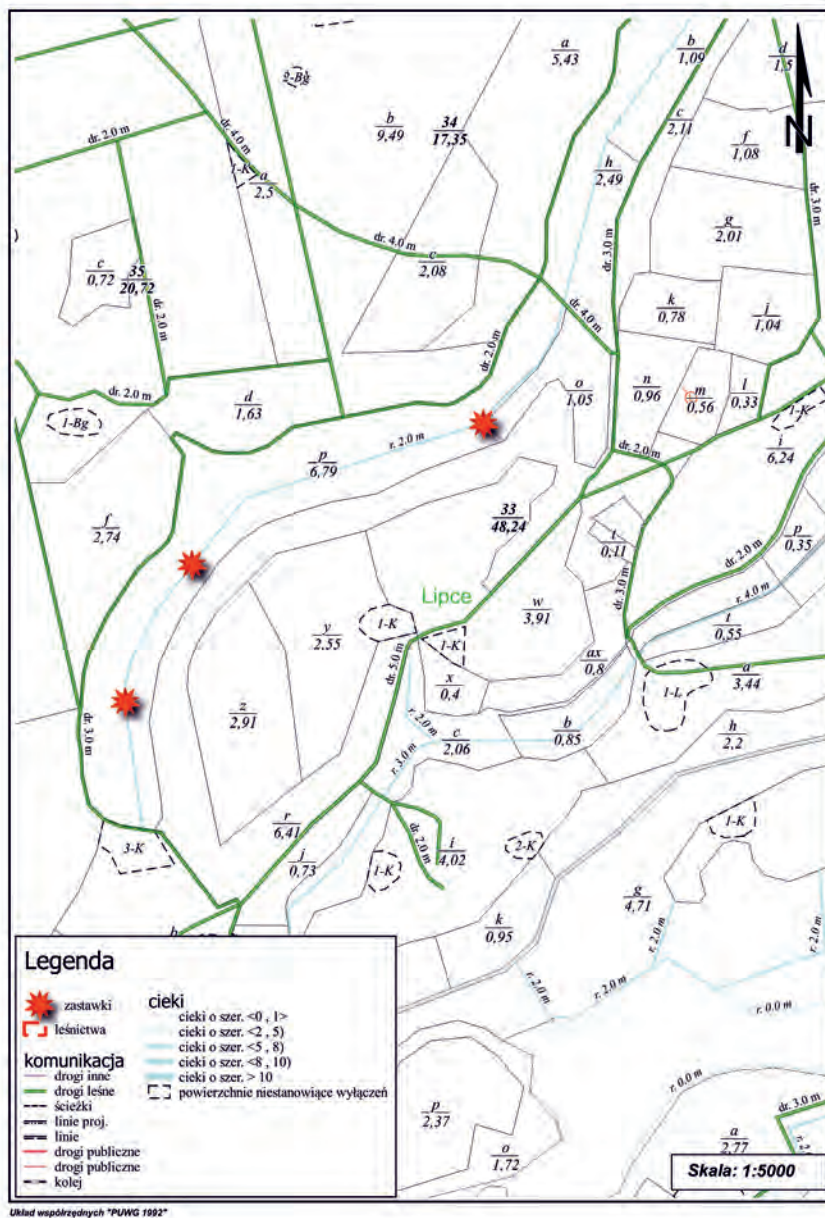 a
5,43
b
1,09
d
1,5
c
2,11
f
1,08
N
b
9,49
34
17,35
dr. 2.0 m
dr. 4.0 m
1-K
a
2,5
h
2,49
dr. 3.0 m
g
2,01
dr. 4.0 m
c
2,08
c
0,72
35
20,72
dr. 2.0 m
dr. 3.0 m
k
0,78
j
1,04
dr. 4.0 m
dr. 2.0 m
dr. 2.0 m
d
1,63
o
1,05
n
0,96
m
0,56
l
0,33
1-K
1-Bg
r. 2.0 m
p
6,79
dr. 2.0 m
i
6,24
f
2,74
33
48,24
t
0,11
p
0,35
dr. 2.0 m
Lipce
dr. 3.0 m
r. 4.0 m
w
3,91
y
2,55
1-K
1-K
t
0,55
ax
0,8
a
3,44
1-L
dr. 5.0 m
x
0,4
z
2,91
r. 2.0 m
c
2,06
b
0,85
h
2,2
dr. 3.0 m
r. 3.0 m
r
6,41
3-K
j
0,73
dr. 2.0 m
i
4,02
2-K
1-K
1-K
g
4,71
k
0,95
r. 2.0 m
r. 2.0 m
r. 2.0 m
r. 2.0 m
r. 0.0 m
r. 0.0 m
p
2,37
o
1,72
a
2,77
dr. 3.0 m
Legenda
zastawki
leśnictwa
komunikacja
drogi inne
drogi leśne
ścieżki
linie proj.
linie
drogi publiczne
drogi publiczne
kolej
cieki
cieki o szer. <0 , 1>
cieki o szer. <2 , 5)
cieki o szer. <5 , 8)
cieki o szer. <8 , 10)
cieki o szer. > 10
powierzchnie niestanowiące wyłączeń
Skala: 1:5000
Układ współrzędnych "PUWG 1992"